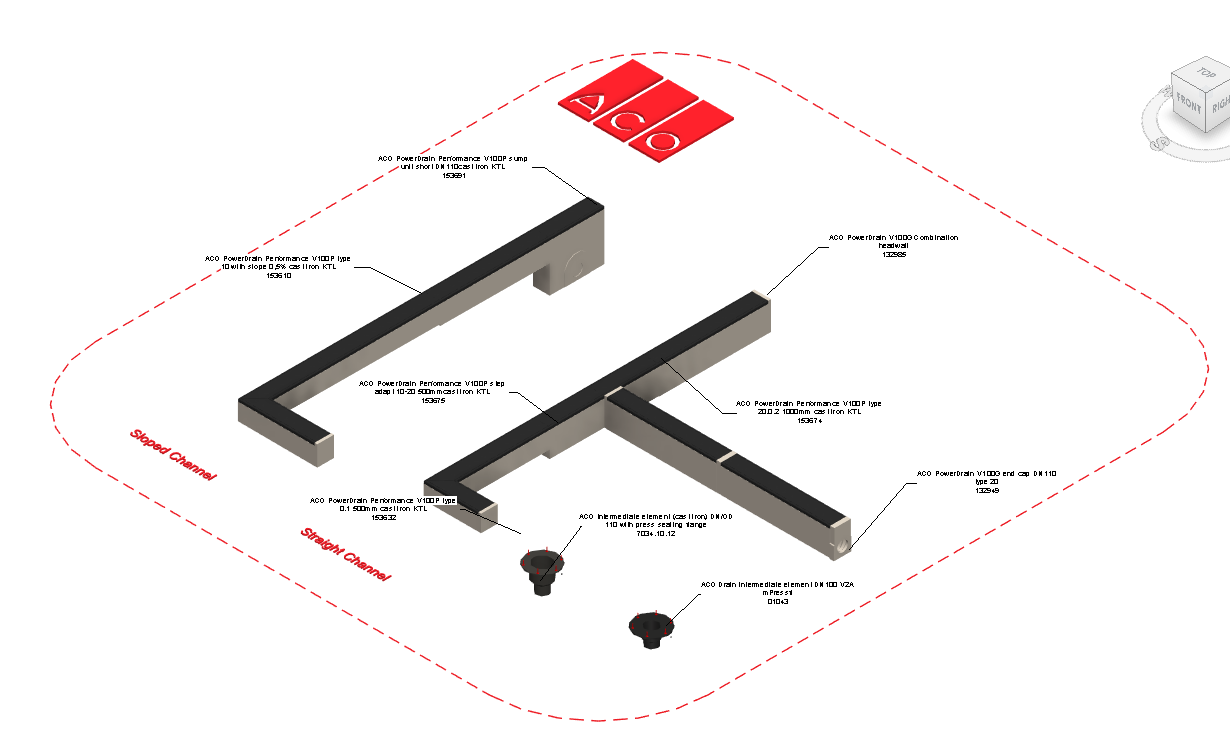 ACO
TOP
FRONT
ACO PowerDrain Performance V100P sump
unit short DN 110cast iron KTL
153691
ACO PowerDrain V100G Combination
headwall
132985
ACO PowerDrain Performance V100P type
10 with slope 0,5% cast iron KTL
153610
ACO PowerDrain Performance V100P step
adapt 10-20 500mm cast iron KTL
153675
ACO PowerDrain Performance V100P type
20.0.2 1000mm cast iron KTL
153674
Sloped Channel
ACO PowerDrain V100G end cap DN 110
type 20
132949
ACO PowerDrain Performance V100P type
0.1 500mm cast iron KTL
153632
ACO intermediate element (cast iron) DN/OD
110 with press sealing flange
7034.10.12
Straight Channel
ACO Drain intermediate element DN 100 V2A
mPressti
01043